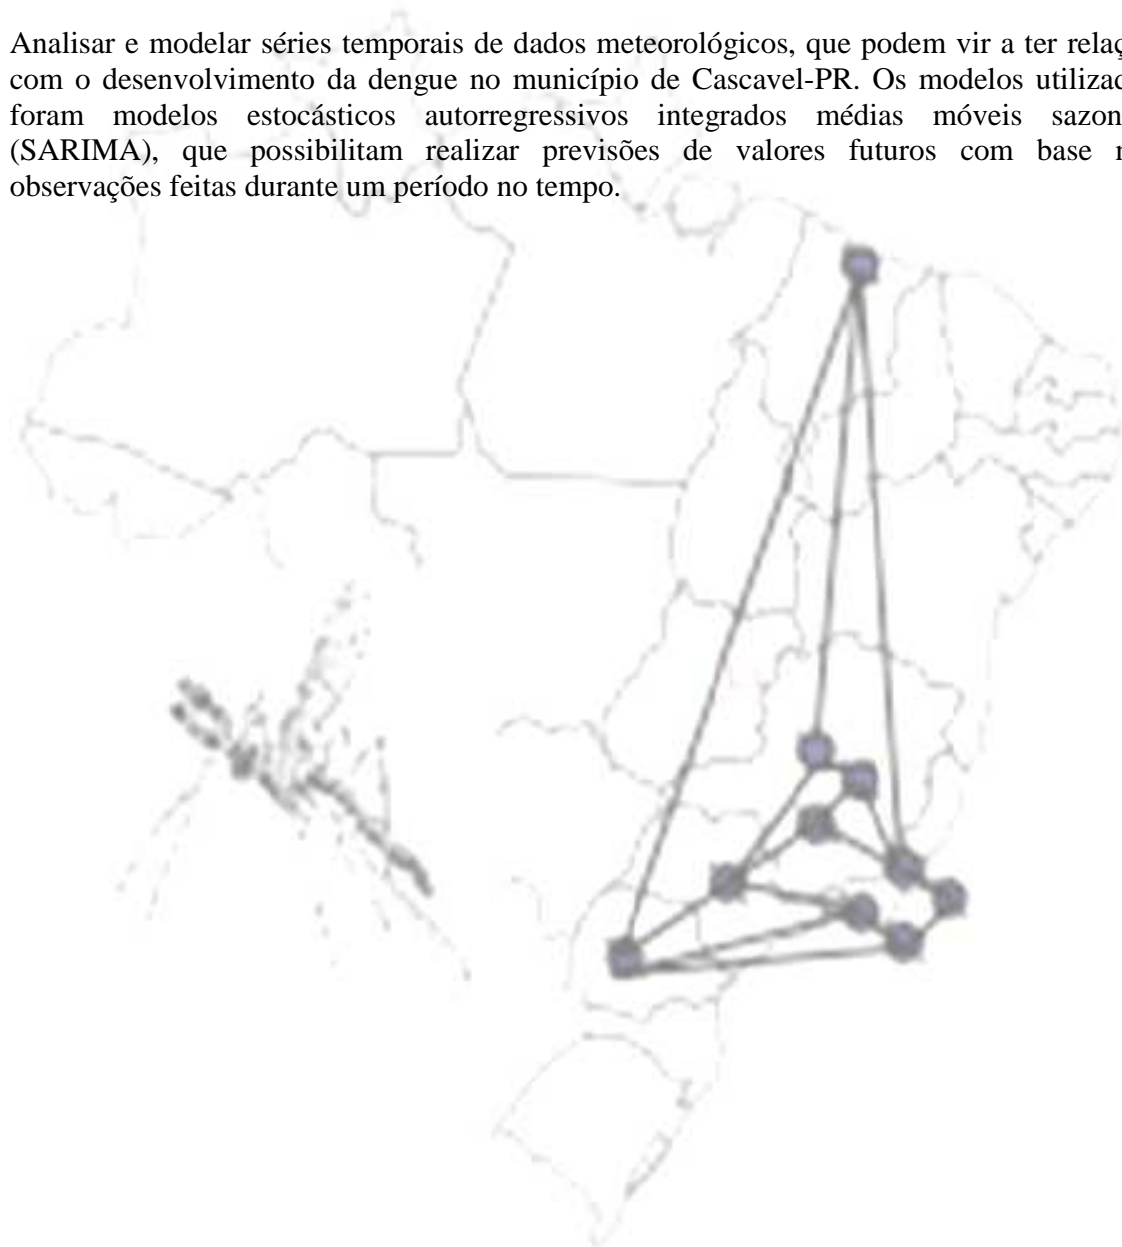 Analisar e modelar séries temporais de dados meteorológicos, que podem vir a ter relaç
com o desenvolvimento da dengue no município de Cascavel-PR. Os modelos utilizad
foram modelos estocásticos autorregressivos integrados médias móveis sazon
(SARIMA), que possibilitam realizar previsões de valores futuros com base n
observações feitas durante um período no tempo.